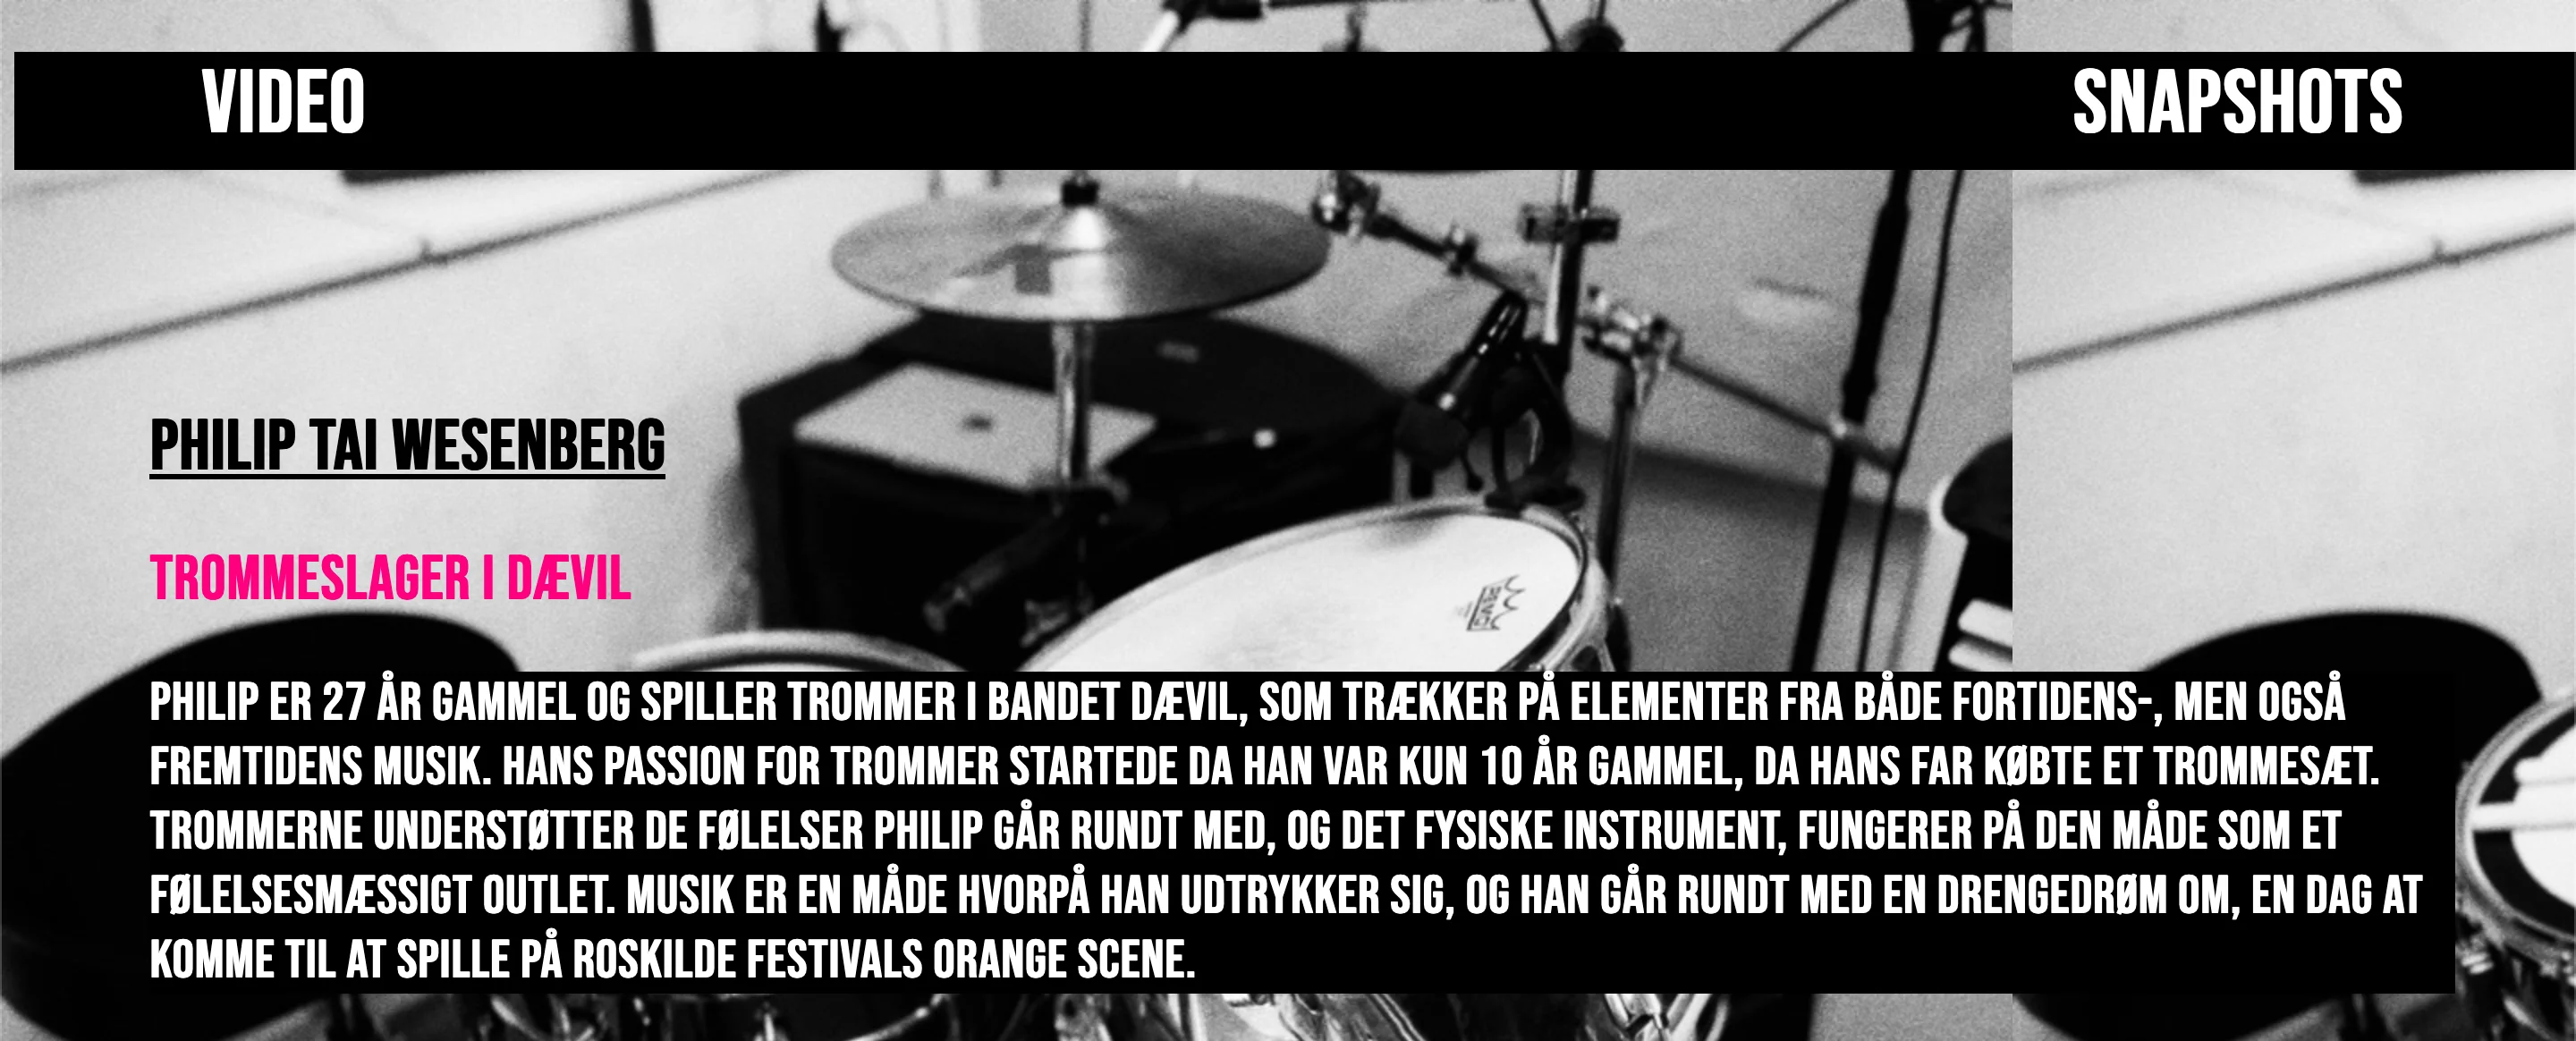 VIDEO SNAPSHOTS
PHILIP TAI WESENBERG
TROMMESLAGER I DÆVIL
REMO
PHILIP ER 27 ÅR GAMMEL OG SPILLER TROMMER I BANDET DÆVIL, SOM TRÆKKER PÅ ELEMENTER FRA BÅDE FORTIDENS-, MEN OGSÅ
FREMTIDENS MUSIK. HANS PASSION FOR TROMMER STARTEDE DA HAN VAR KUN 10 ÅR GAMMEL, DA HANS FAR KØBTE ET TROMMESÆT.
TROMMERNE UNDERSTØTTER DE FØLELSER PHILIP GÅR RUNDT MED, OG DET FYSISKE INSTRUMENT, FUNGERER PÅ DEN MÅDE SOM ET
FØLELSESMÆSSIGT OUTLET. MUSIK ER EN MÅDE HVORPÅ HAN UDTRYKKER SIG, OG HAN GÅR RUNDT MED EN DRENGEDRØM OM, EN DAG AT
KOMME TIL AT SPILLE PÅ ROSKILDE FESTIVALS ORANGE SCENE.